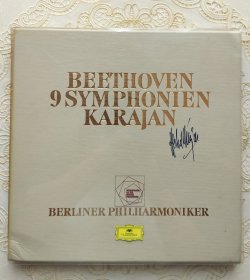 BEETHOVEN
9 SYMPHONIEN
KARAJAN
BERLINER PHILHARMONIKER